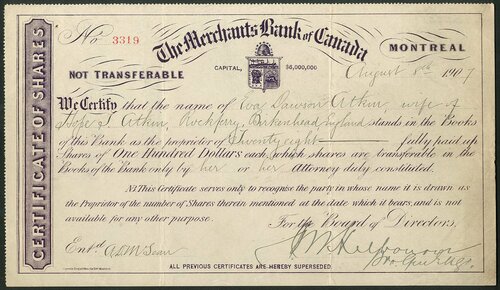 CERTIFICATE OF SHARES
No. 3319
The Merchants Bank of Canada
CAPITAL, $6,000,000
MONTREAL
NOT TRANSFERABLE
August 8th 1907
We Certify that the name of Eva Dawson Aitkin, wife of
Hope S Aitkin, Rockferry, Birkenhead, England stands in the Books
of this Bank as the proprietor of Twenty eight fully paid up
Shares of One Hundred Dollars each, which shares are transferable in the
Books of the Bank only by her or her Attorney duly constituted.
N.B. This Certificate serves only to recognise the party in whose name it is drawn as
the Proprietor of the number of Shares therein mentioned at the date which it bears, and is not
available for any other purpose.
For the Board of Directors,
Entd.
ALL PREVIOUS CERTIFICATES ARE HEREBY SUPERSEDED.